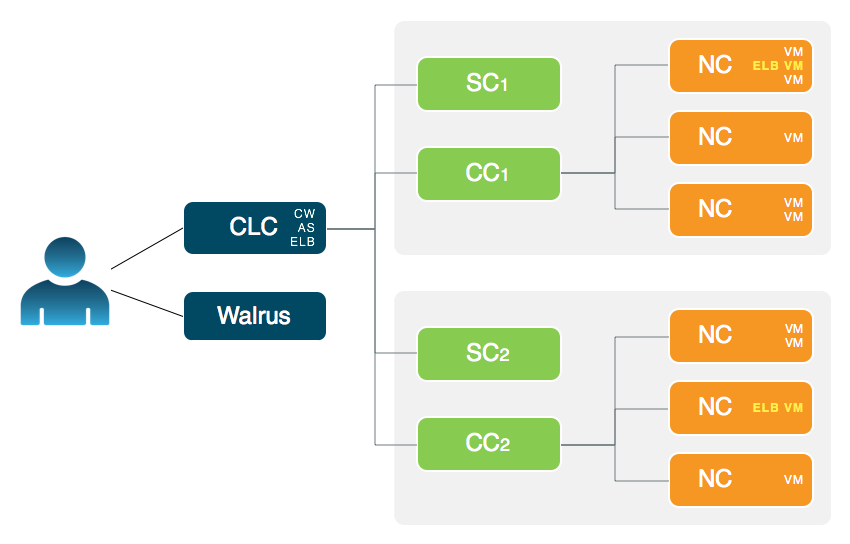 CLC
CW
AS
ELB
Walrus
SC1
CC1
NC
VM
ELB VM
VM
NC
VM
NC
VM
VM
SC2
CC2
NC
VM
VM
NC
ELB VM
NC
VM